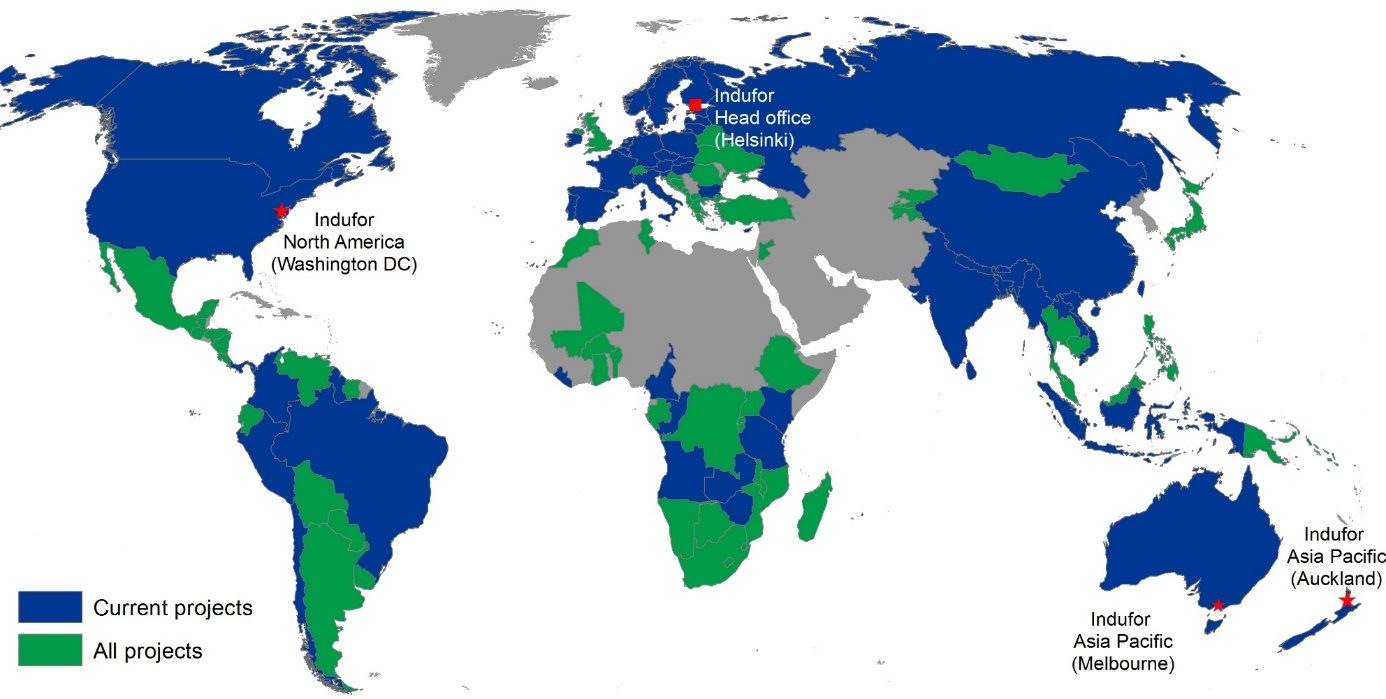 Indufor
Head office
(Helsinki)
Indufor
North America
(Washington DC)
Indufor
Asia Pacific
(Auckland)
Indufor
Asia Pacific
(Melbourne)
Current projects
All projects